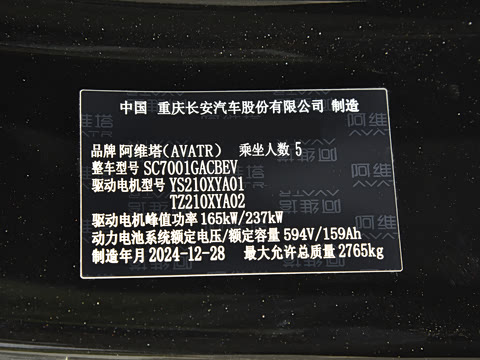 中国 重庆长安汽车股份有限公司 制造
品牌 阿维塔(AVATR) 乘坐人数 5
整车型号 SC7001GACBEV
驱动电机型号 YS210XYA01
TZ210XYA02
驱动电机峰值功率 165kW/237kW
动力电池系统额定电压/额定容量 594V/159Ah
制造年月 2024-12-28 最大允许总质量 2765kg